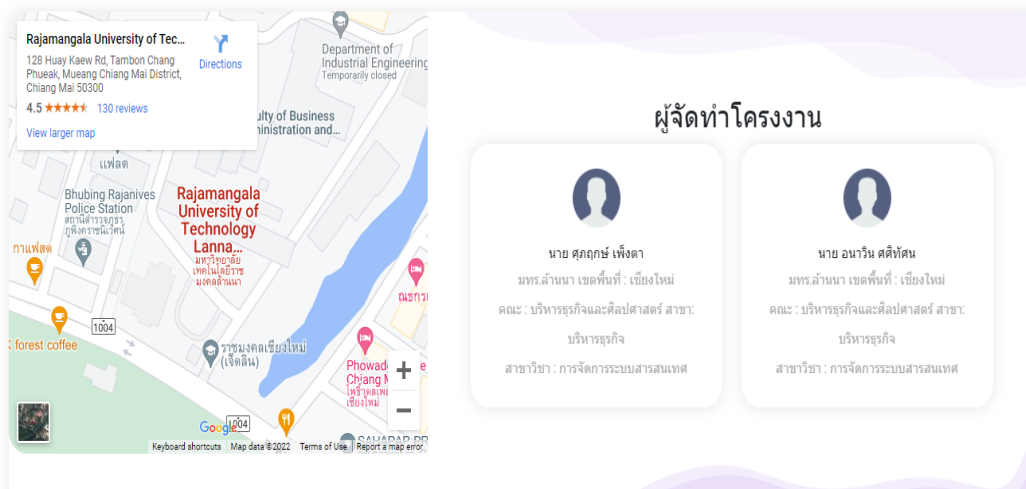 Rajamangala University of Tec...
128 Huay Kaew Rd, Tambon Chang
Phueak, Mueang Chiang Mai District,
Chiang Mai 50300
4.5
130 reviews
View larger map
Directions
Department of
Industrial Engineering
Temporarily closed
ulty of Business
ministration and...
แฟลต
Bhubing Rajanives
Police Station
สถานีตำรวจภูธร
ภูพิงคราชนิเวศน์
Rajamangala
University of
Technology
Lanna...
มหาวิทยาลัย
เทคโนโลยีราช
มงคลล้านนา
กาแฟสด
1004
forest coffee
ราชมงคลเชียงใหม่
(เจ็ดลิน)
Phowad
Chiang M
เชียงใหม่
+
−
Google
1004
Keyboard shortcuts
Map data ©2022
Terms of Use
Report a map error
ผู้จัดทำโครงงาน
นาย ศุภฤกษ์ เพ็งตา
มทร.ล้านนา เขตพื้นที่ : เชียงใหม่
คณะ : บริหารธุรกิจและศิลปศาสตร์ สาขา:
บริหารธุรกิจ
สาขาวิชา : การจัดการระบบสารสนเทศ
นาย อนาวิน ศศิทัศน
มทร.ล้านนา เขตพื้นที่ : เชียงใหม่
คณะ : บริหารธุรกิจและศิลปศาสตร์ สาขา:
บริหารธุรกิจ
สาขาวิชา : การจัดการระบบสารสนเทศ